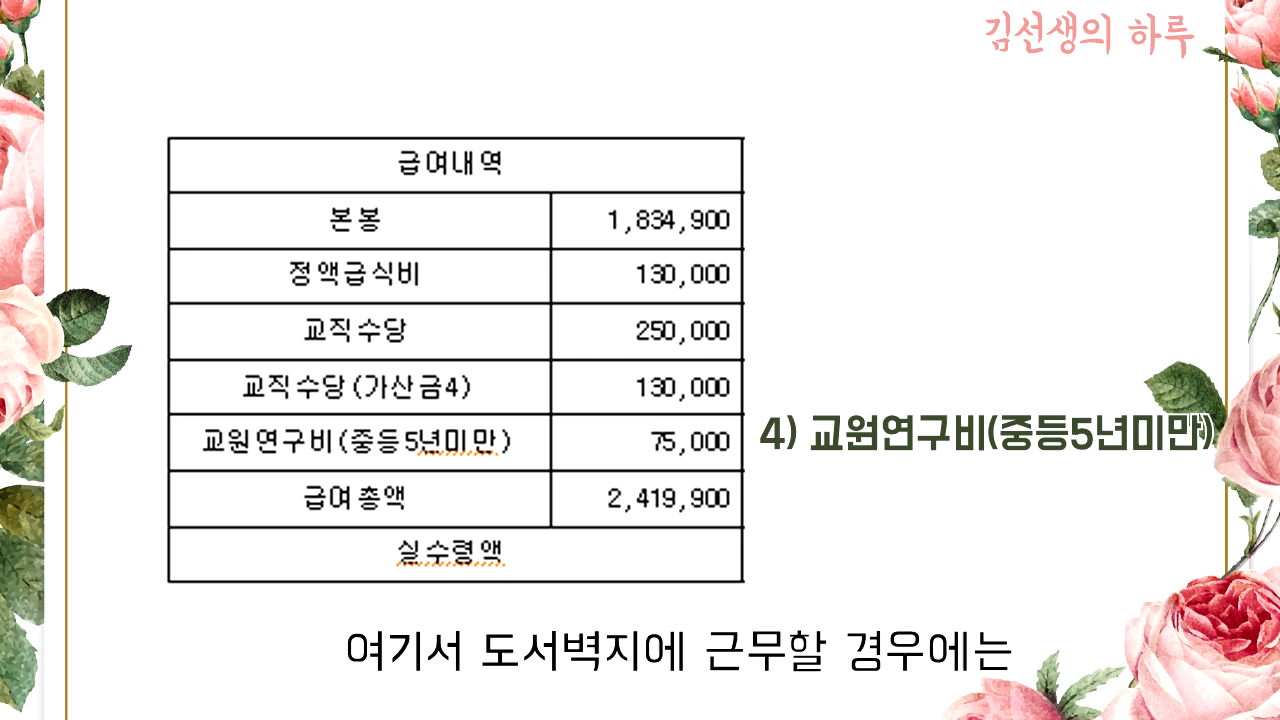 김선생의 하루
급여내역
본봉 1,834,900
정액급식비 130,000
교직수당 250,000
교직수당(가산금4) 130,000
교원연구비(중등5년미만) 75,000
급여총액 2,419,900
실수령액
4) 교원연구비(중등5년미만)
여기서 도서벽지에 근무할 경우에는